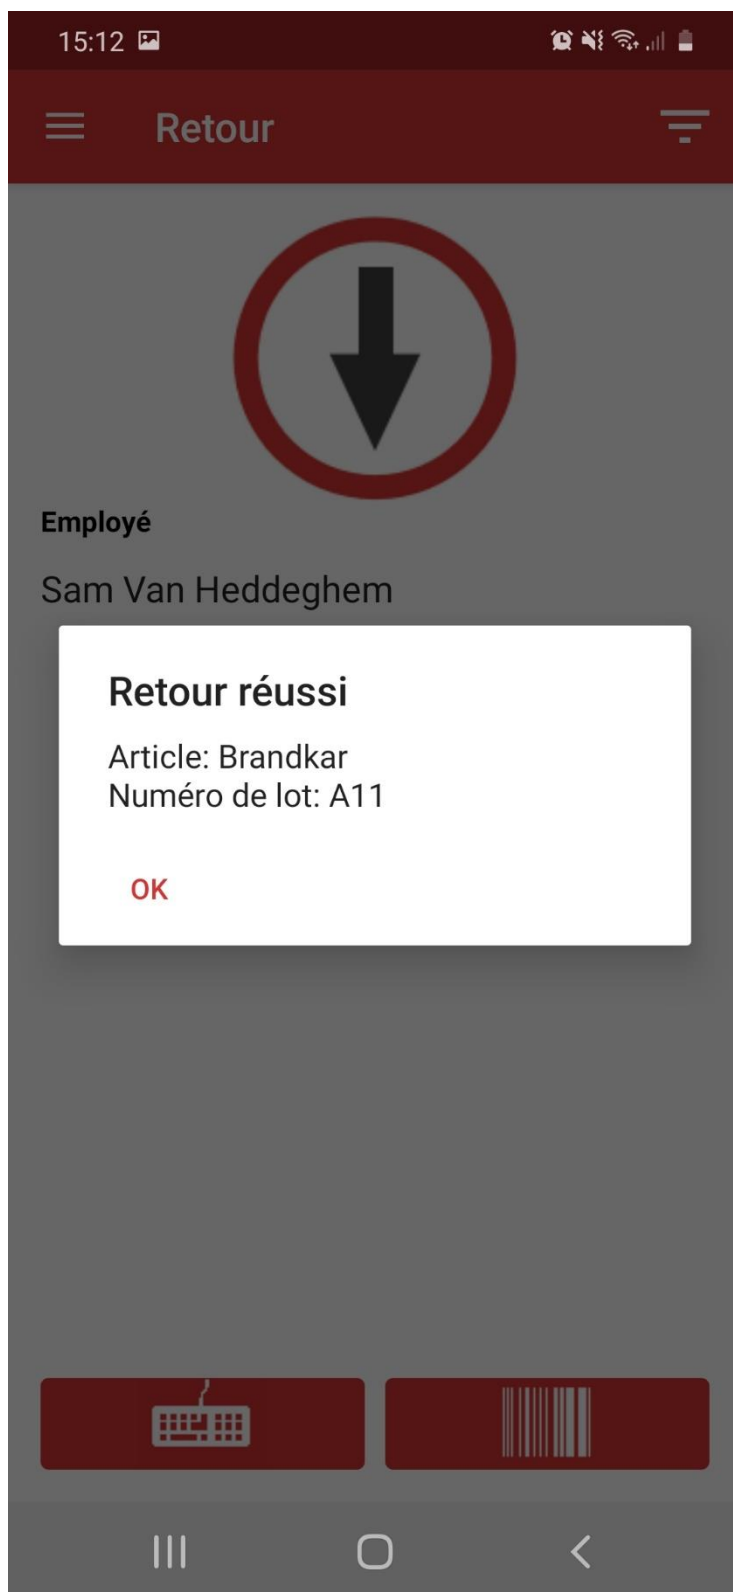 15:12
Retour
Employé
Sam Van Heddeghem
Retour réussi
Article: Brandkar
Numéro de lot: A11
OK